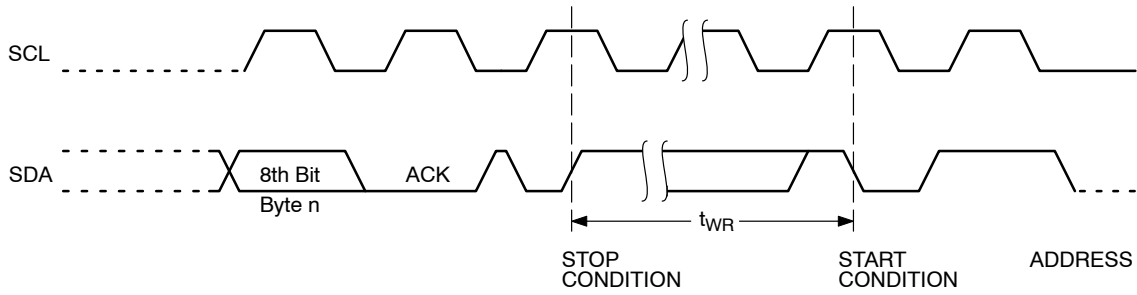 SCL
SDA
8th Bit
Byte n
ACK
tWR
STOP
CONDITION
START
CONDITION
ADDRESS